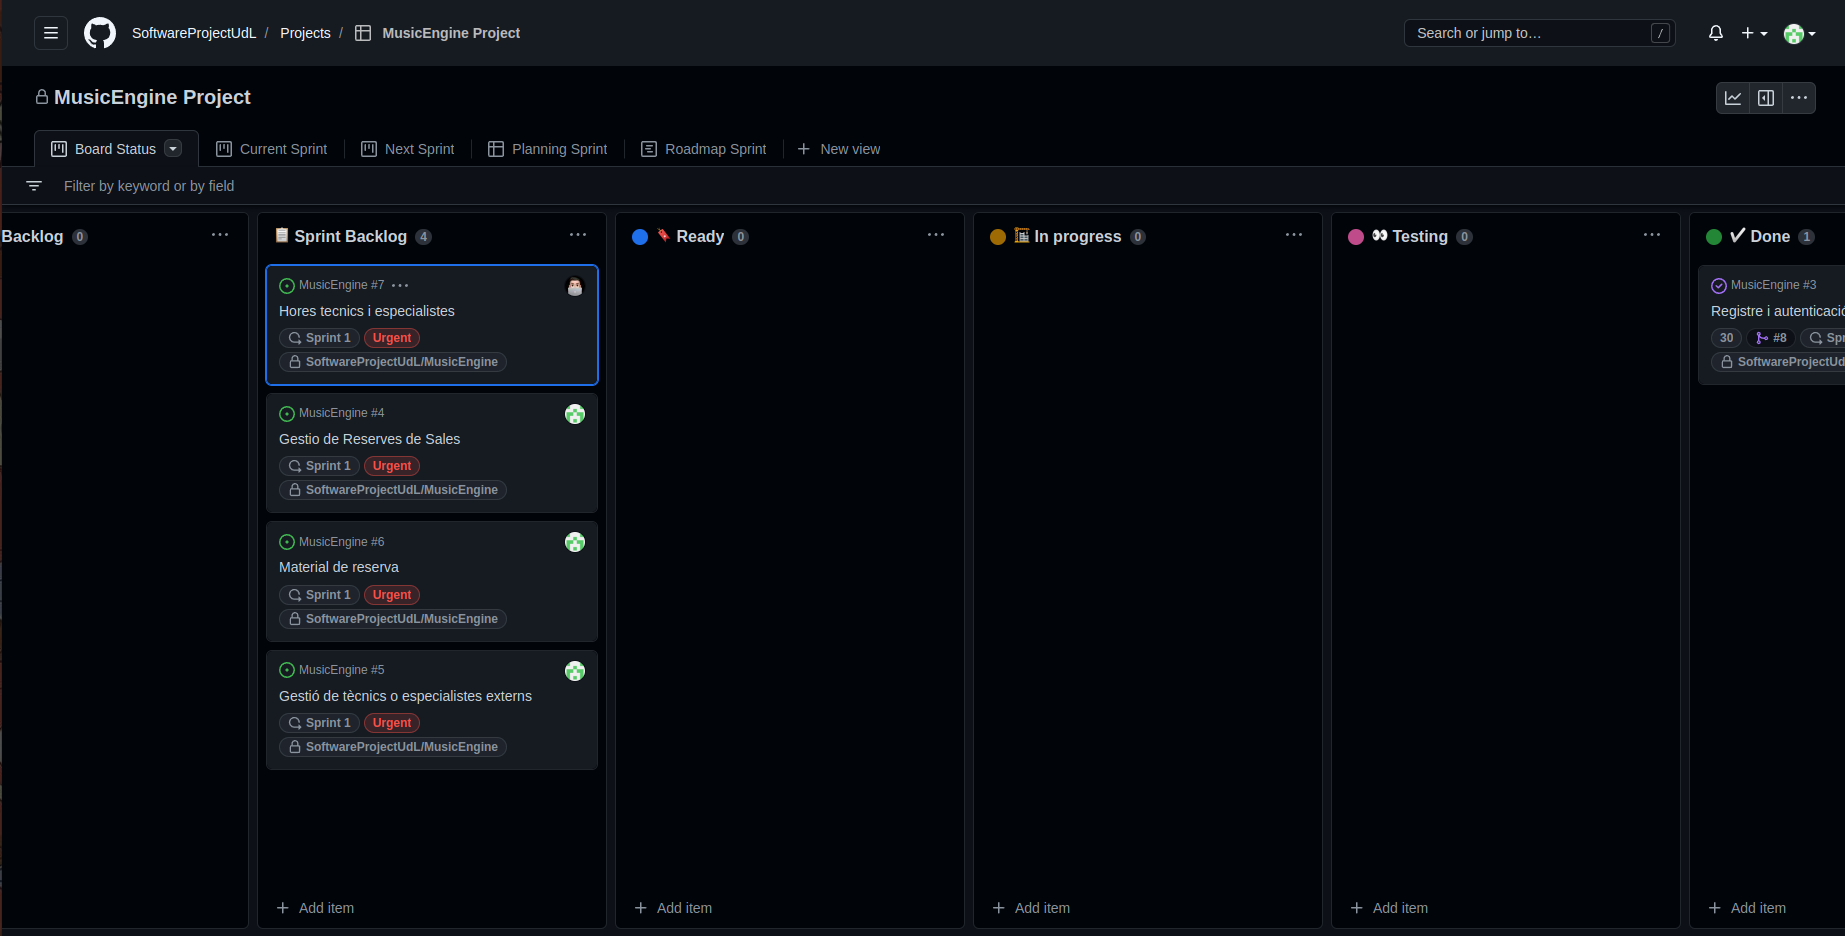 SoftwareProjectUdL / Projects / MusicEngine Project
Search or jump to… /
MusicEngine Project
Board Status
Current Sprint
Next Sprint
Planning Sprint
Roadmap Sprint
New view
Filter by keyword or by field
Backlog 0
Sprint Backlog 4
MusicEngine #7
Hores tecnics i especialistes
Sprint 1 Urgent
SoftwareProjectUdL/MusicEngine
MusicEngine #4
Gestio de Reserves de Sales
Sprint 1 Urgent
SoftwareProjectUdL/MusicEngine
MusicEngine #6
Material de reserva
Sprint 1 Urgent
SoftwareProjectUdL/MusicEngine
MusicEngine #5
Gestió de tècnics o especialistes externs
Sprint 1 Urgent
SoftwareProjectUdL/MusicEngine
Add item
Ready 0
Add item
In progress 0
Add item
Testing 0
Add item
Done 1
MusicEngine #3
Registre i autenticació
30 #8 Spr
SoftwareProjectUd
Add item